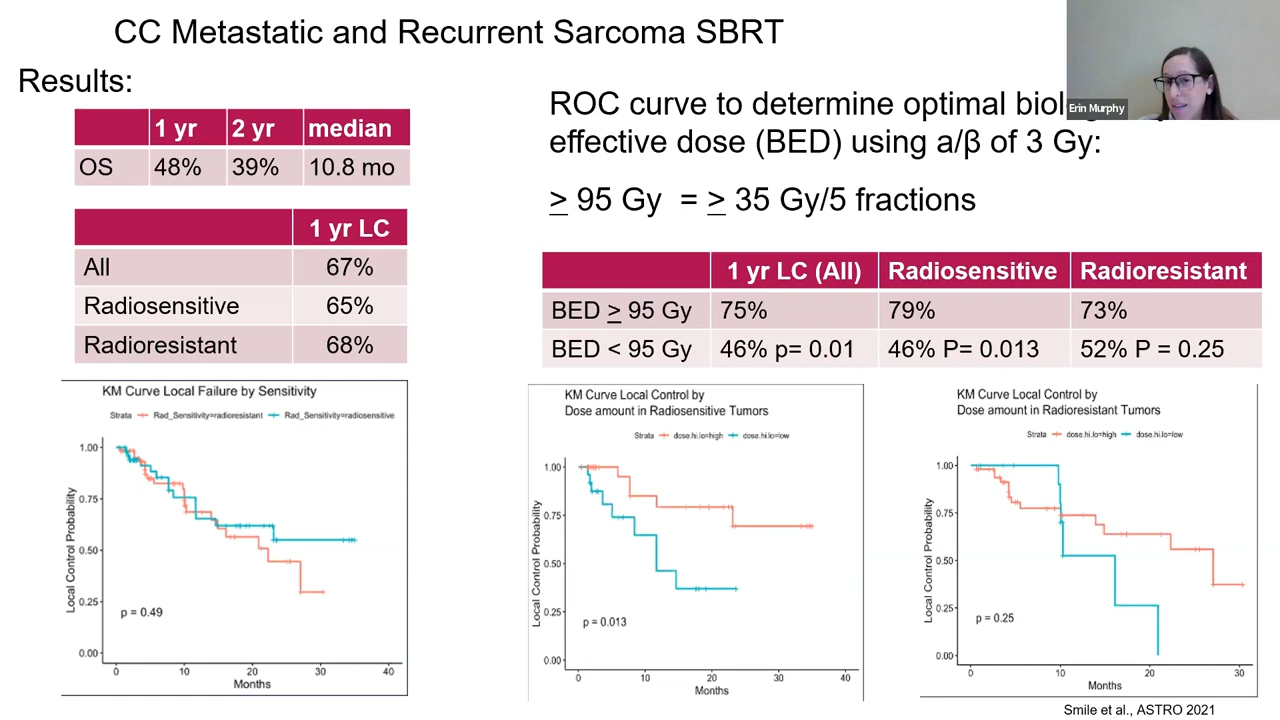 CC Metastatic and Recurrent Sarcoma SBRT
Results:
1 yr 2 yr median
OS 48% 39% 10.8 mo
1 yr LC
All 67%
Radiosensitive 65%
Radioresistant 68%
KM Curve Local Failure by Sensitivity
Strata Rad_Sensitivity=radioresistant Rad_Sensitivity=radiosensitive
Local Control Probability
1.00
0.75
0.50
0.25
0.00
p = 0.49
0 10 20 30 40
Months
Erin Murphy
ROC curve to determine optimal
effective dose (BED) using a/β of 3 Gy:
≥ 95 Gy = ≥ 35 Gy/5 fractions
1 yr LC (All) Radiosensitive Radioresistant
BED ≥ 95 Gy 75% 79% 73%
BED < 95 Gy 46% p= 0.01 46% P= 0.013 52% P = 0.25
KM Curve Local Control by
Dose amount in Radiosensitive Tumors
Strata dose.hi.lo=high dose.hi.lo=low
Local Control Probability
1.00
0.75
0.50
0.25
0.00
p = 0.013
0 10 20 30 40
Months
KM Curve Local Control by
Dose amount in Radioresistant Tumors
Strata dose.hi.lo=high dose.hi.lo=low
Local Control Probability
1.00
0.75
0.50
0.25
0.00
p = 0.25
0 10 20 30
Months
Smile et al., ASTRO 2021